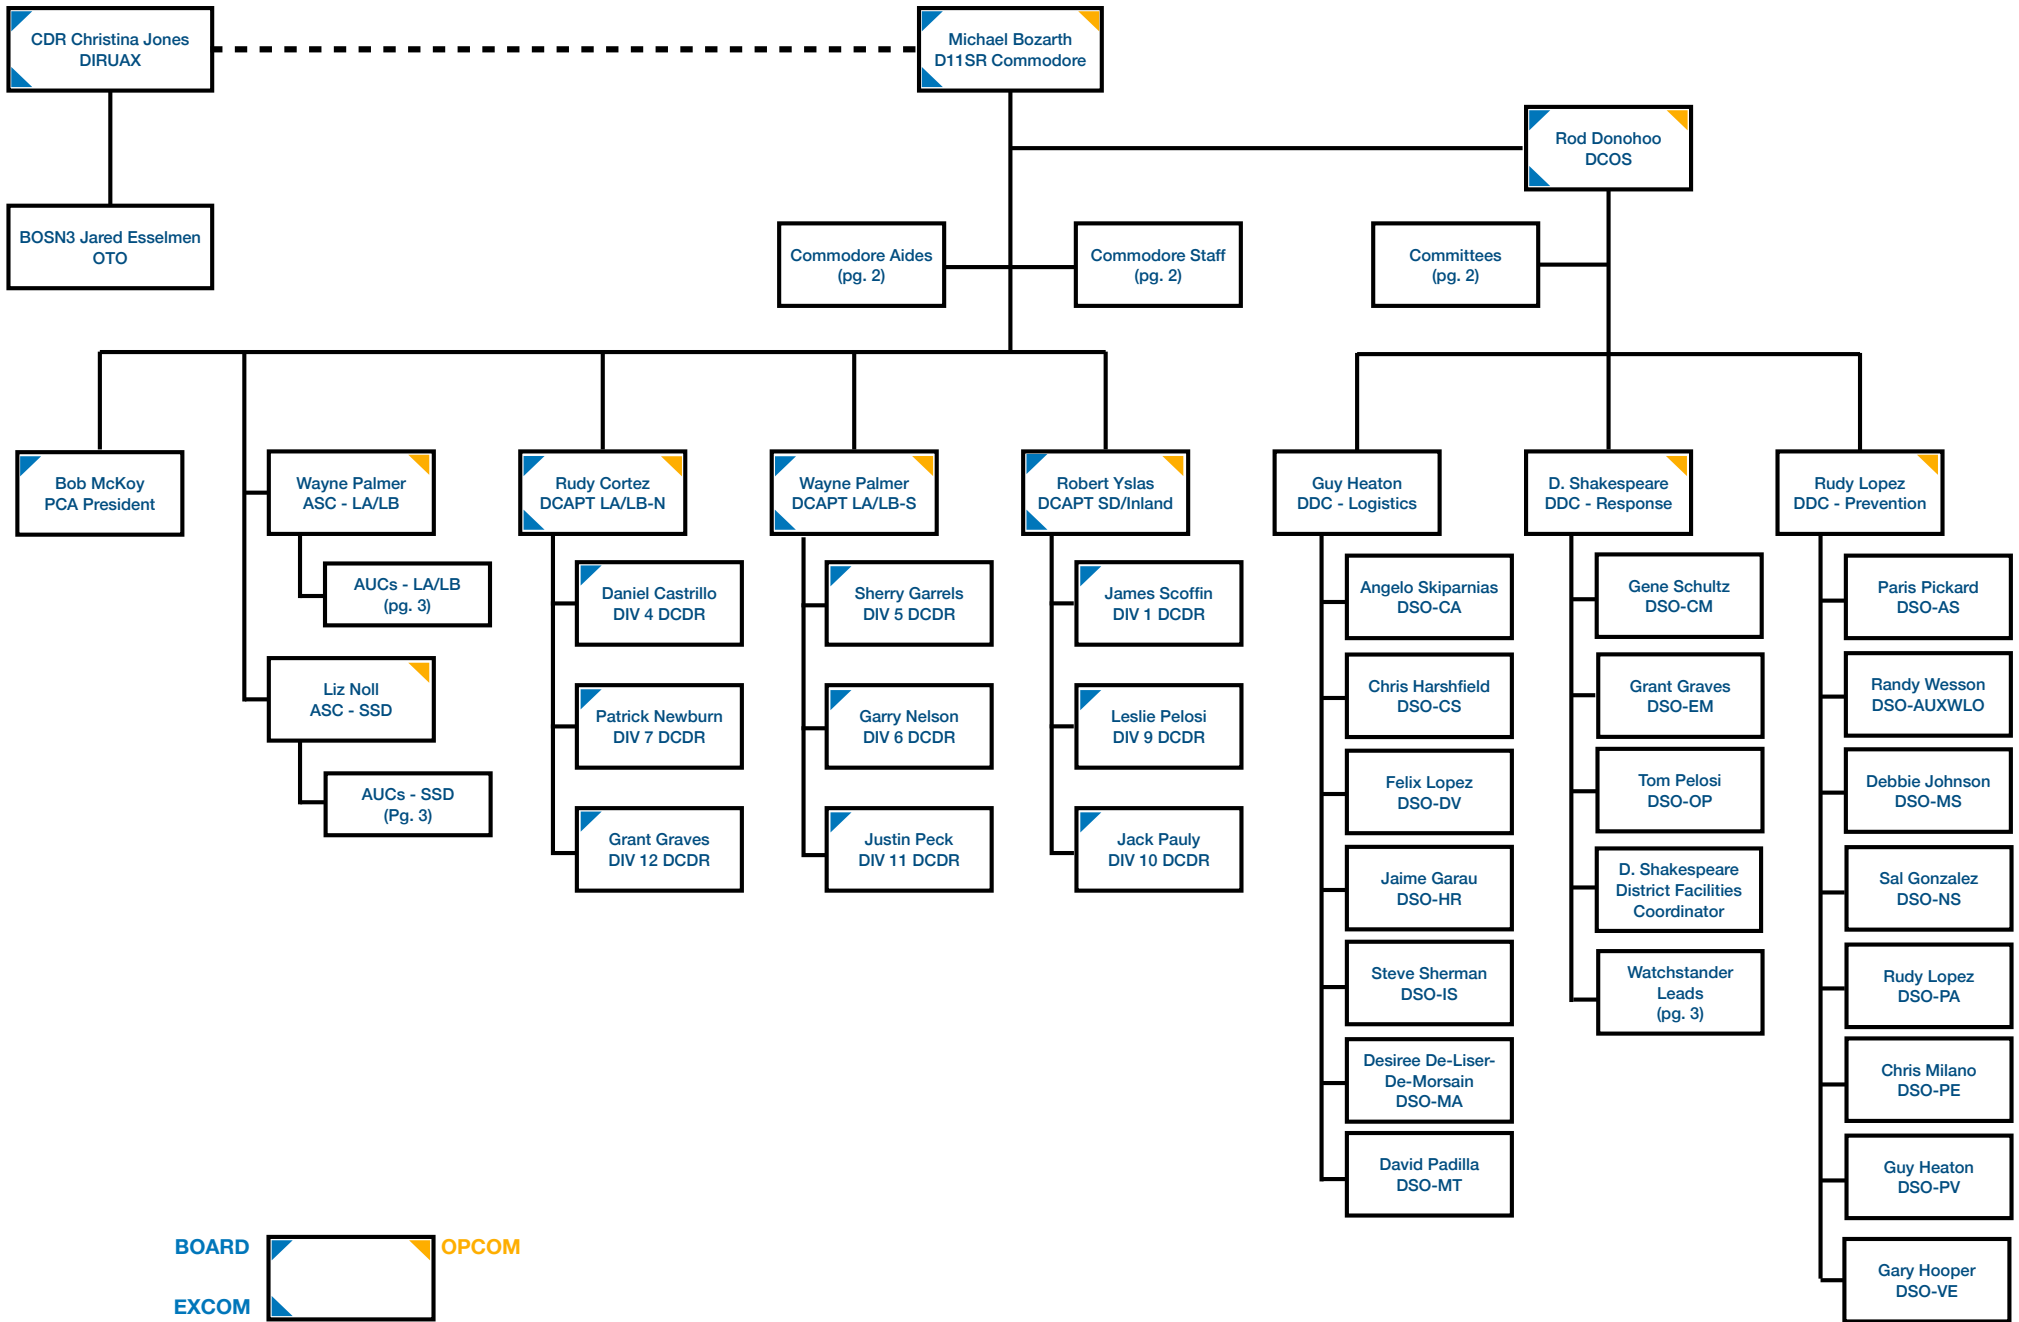 CDR Christina Jones
DIRUAX
Michael Bozarth
D11SR Commodore
Rod Donohoo
DCOS
BOSN3 Jared Esselmen
OTO
Commodore Aides
(pg. 2)
Commodore Staff
(pg. 2)
Committees
(pg. 2)
Bob McKoy
PCA President
Wayne Palmer
ASC - LA/LB
AUCs - LA/LB
(pg. 3)
Liz Noll
ASC - SSD
AUCs - SSD
(Pg. 3)
Rudy Cortez
DCAPT LA/LB-N
Daniel Castrillo
DIV 4 DCDR
Patrick Newburn
DIV 7 DCDR
Grant Graves
DIV 12 DCDR
Wayne Palmer
DCAPT LA/LB-S
Sherry Garrels
DIV 5 DCDR
Garry Nelson
DIV 6 DCDR
Justin Peck
DIV 11 DCDR
Robert Yslas
DCAPT SD/Inland
James Scoffin
DIV 1 DCDR
Leslie Pelosi
DIV 9 DCDR
Jack Pauly
DIV 10 DCDR
Guy Heaton
DDC - Logistics
Angelo Skiparnias
DSO-CA
Chris Harshfield
DSO-CS
Felix Lopez
DSO-DV
Jaime Garau
DSO-HR
Steve Sherman
DSO-IS
Desiree De-Liser-
De-Morsain
DSO-MA
David Padilla
DSO-MT
D. Shakespeare
DDC - Response
Gene Schultz
DSO-CM
Grant Graves
DSO-EM
Tom Pelosi
DSO-OP
D. Shakespeare
District Facilities
Coordinator
Watchstander
Leads
(pg. 3)
Rudy Lopez
DDC - Prevention
Paris Pickard
DSO-AS
Randy Wesson
DSO-AUXWLO
Debbie Johnson
DSO-MS
Sal Gonzalez
DSO-NS
Rudy Lopez
DSO-PA
Chris Milano
DSO-PE
Guy Heaton
DSO-PV
Gary Hooper
DSO-VE
BOARD
OPCOM
EXCOM